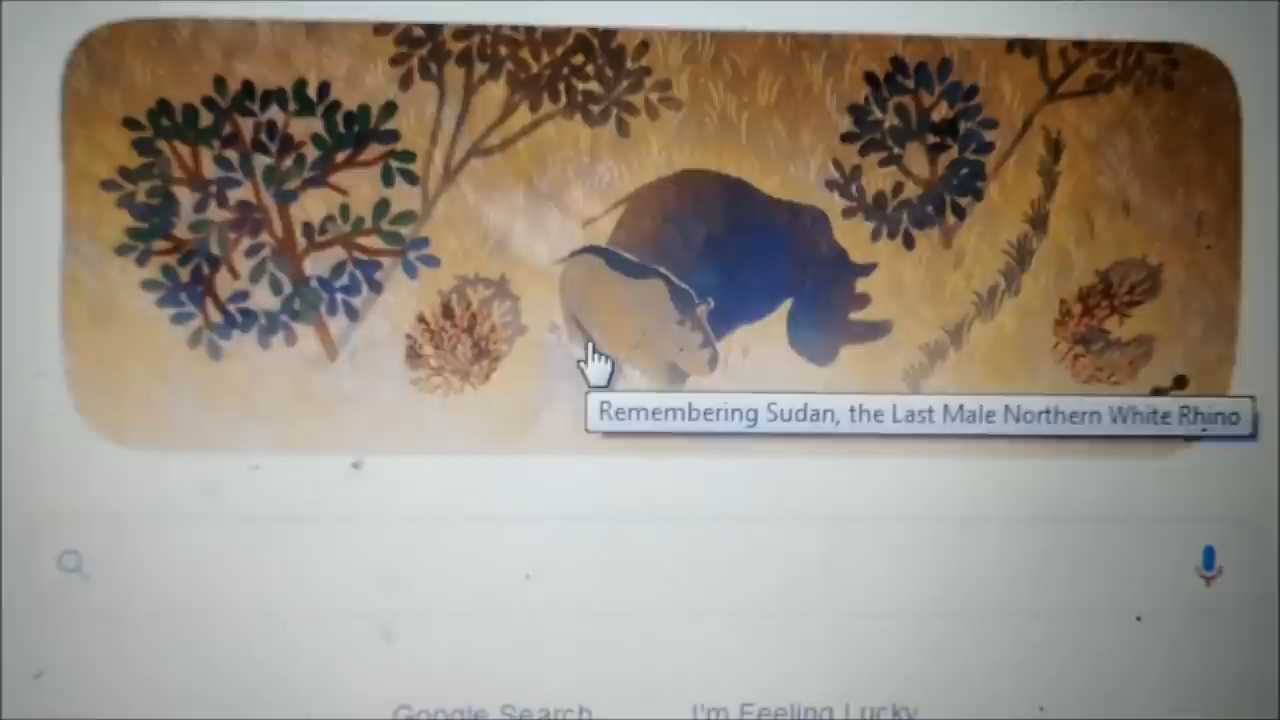 Remembering Sudan, the Last Male Northern White Rhino
Google Search
I'm Feeling Lucky